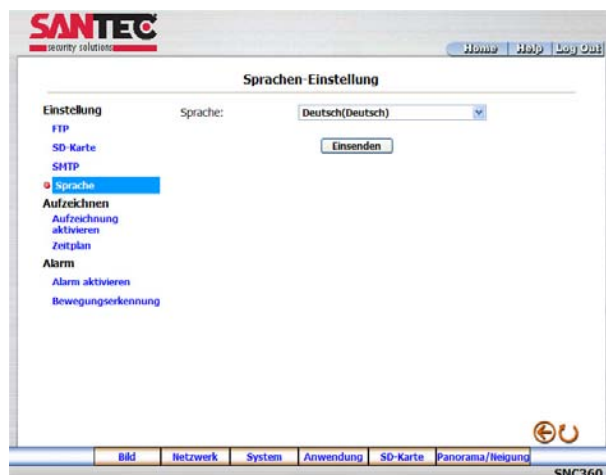 SANTEC
security solutions
Home Help Log Out
Sprachen-Einstellung
Einstellung
FTP
SD-Karte
SMTP
Sprache
Aufzeichnen
Aufzeichnung
aktivieren
Zeitplan
Alarm
Alarm aktivieren
Bewegungserkennung
Sprache: Deutsch(Deutsch)
Einsenden
Bild Netzwerk System Anwendung SD-Karte Panorama/Neigung
SNC360